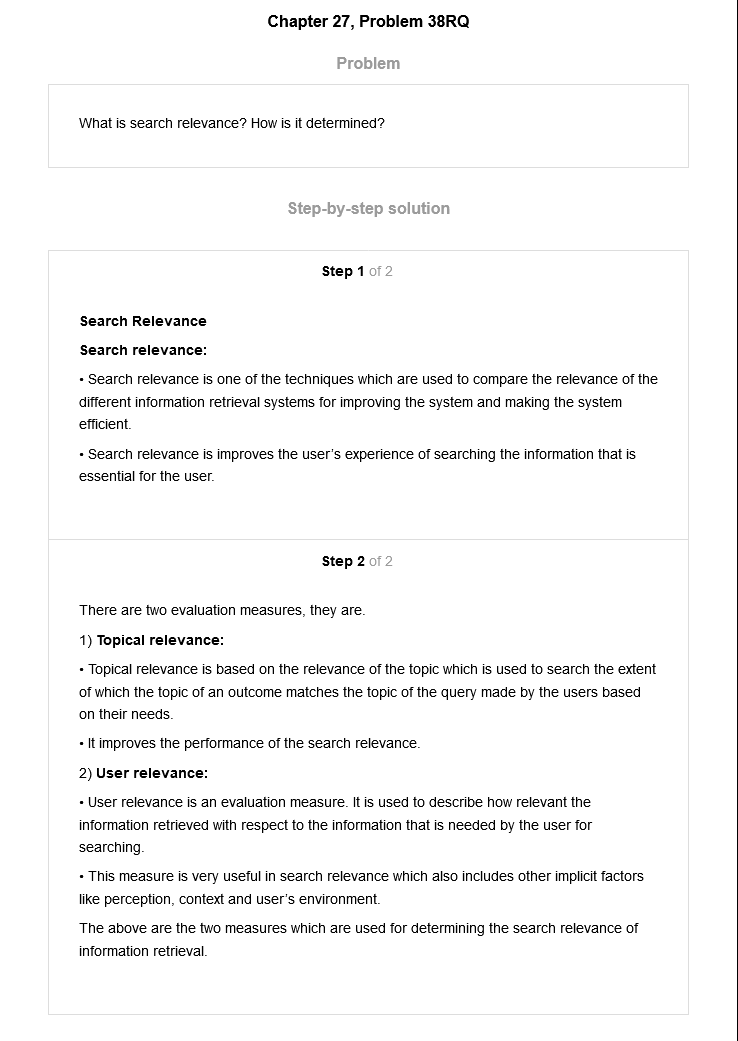 Chapter 27, Problem 38RQ
Problem
What is search relevance? How is it determined?
Step-by-step solution
Step 1 of 2
Search Relevance
Search relevance:
• Search relevance is one of the techniques which are used to compare the relevance of the
different information retrieval systems for improving the system and making the system
efficient.
• Search relevance is improves the user’s experience of searching the information that is
essential for the user.
Step 2 of 2
There are two evaluation measures, they are.
1) Topical relevance:
• Topical relevance is based on the relevance of the topic which is used to search the extent
of which the topic of an outcome matches the topic of the query made by the users based
on their needs.
• It improves the performance of the search relevance.
2) User relevance:
• User relevance is an evaluation measure. It is used to describe how relevant the
information retrieved with respect to the information that is needed by the user for
searching.
• This measure is very useful in search relevance which also includes other implicit factors
like perception, context and user’s environment.
The above are the two measures which are used for determining the search relevance of
information retrieval.